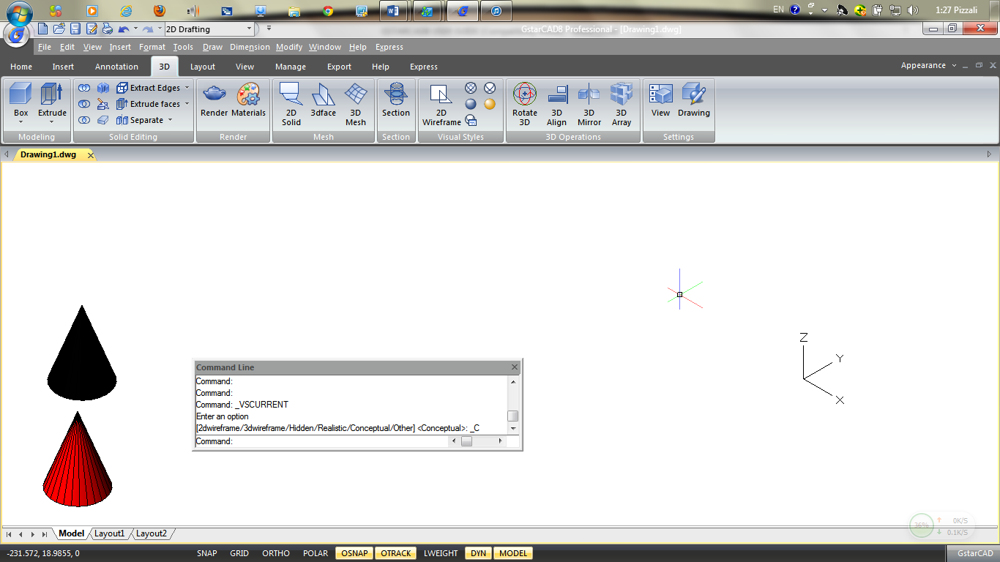 EN 1:27 Pizzali
2D Drafting GstarCAD8 Professional - [Drawing1.dwg]
File Edit View Insert Format Tools Draw Dimension Modify Window Help Express
Home Insert Annotation 3D Layout View Manage Export Help Express Appearance
Extract Edges
Extrude faces
Separate
Box Extrude Render Materials 2D Solid 3dface 3D Mesh Section 2D Wireframe Rotate 3D 3D Align 3D Mirror 3D Array View Drawing
Modeling Solid Editing Render Mesh Section Visual Styles 3D Operations Settings
Drawing1.dwg
Z
Y
X
Command Line
Command:
Command:
Command: _VSCURRENT
Enter an option
[2dwireframe/3dwireframe/Hidden/Realistic/Conceptual/Other] <Conceptual>: _C
Command:
36% 0K/S
0.1K/S
Model Layout1 Layout2
-231.572, 18.9855, 0 SNAP GRID ORTHO POLAR OSNAP OTRACK LWEIGHT DYN MODEL GstarCAD